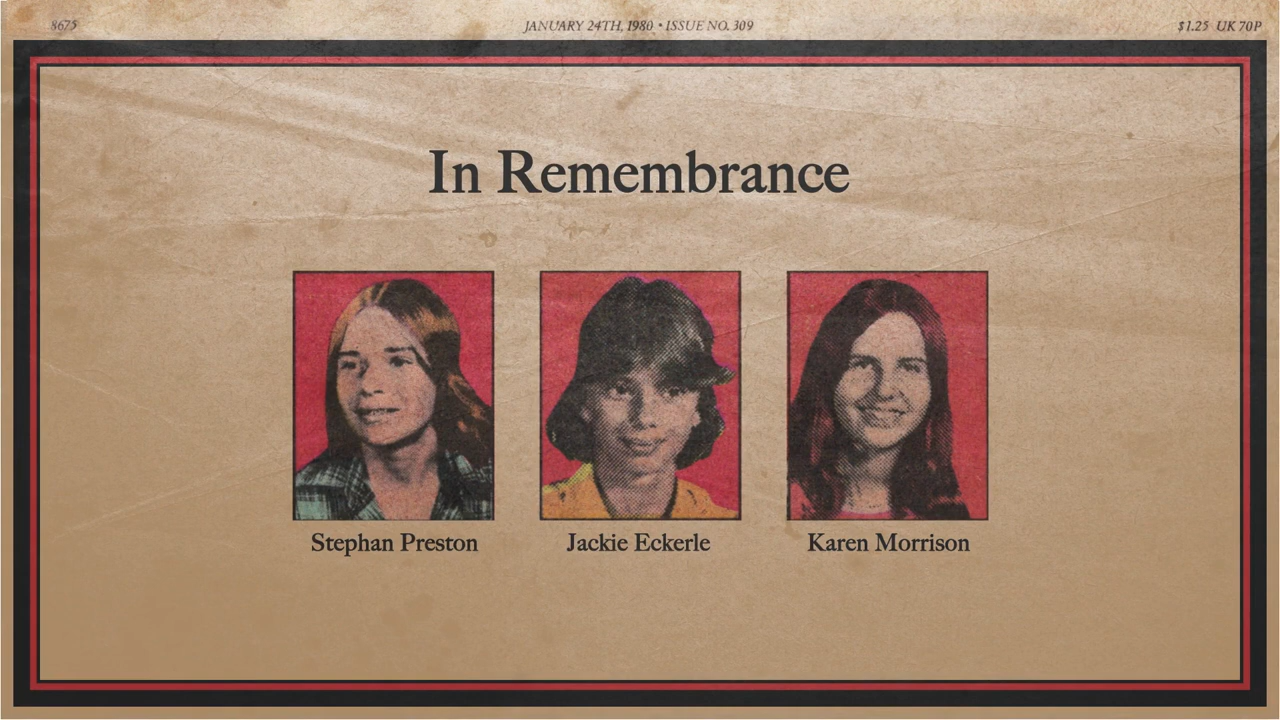 8675
JANUARY 24TH, 1980 • ISSUE NO. 309
$1.25 UK 70P
In Remembrance
Stephan Preston
Jackie Eckerle
Karen Morrison